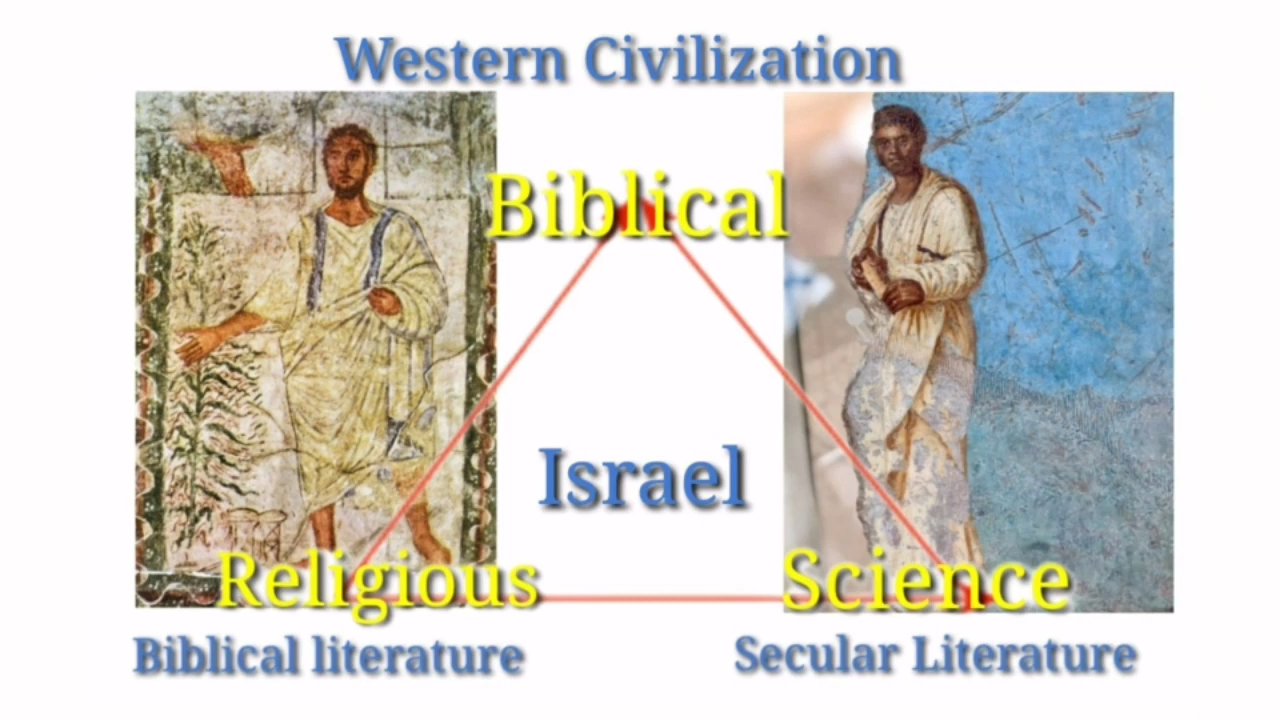 Western Civilization
Biblical
Israel
Religious
Science
Biblical literature
Secular Literature